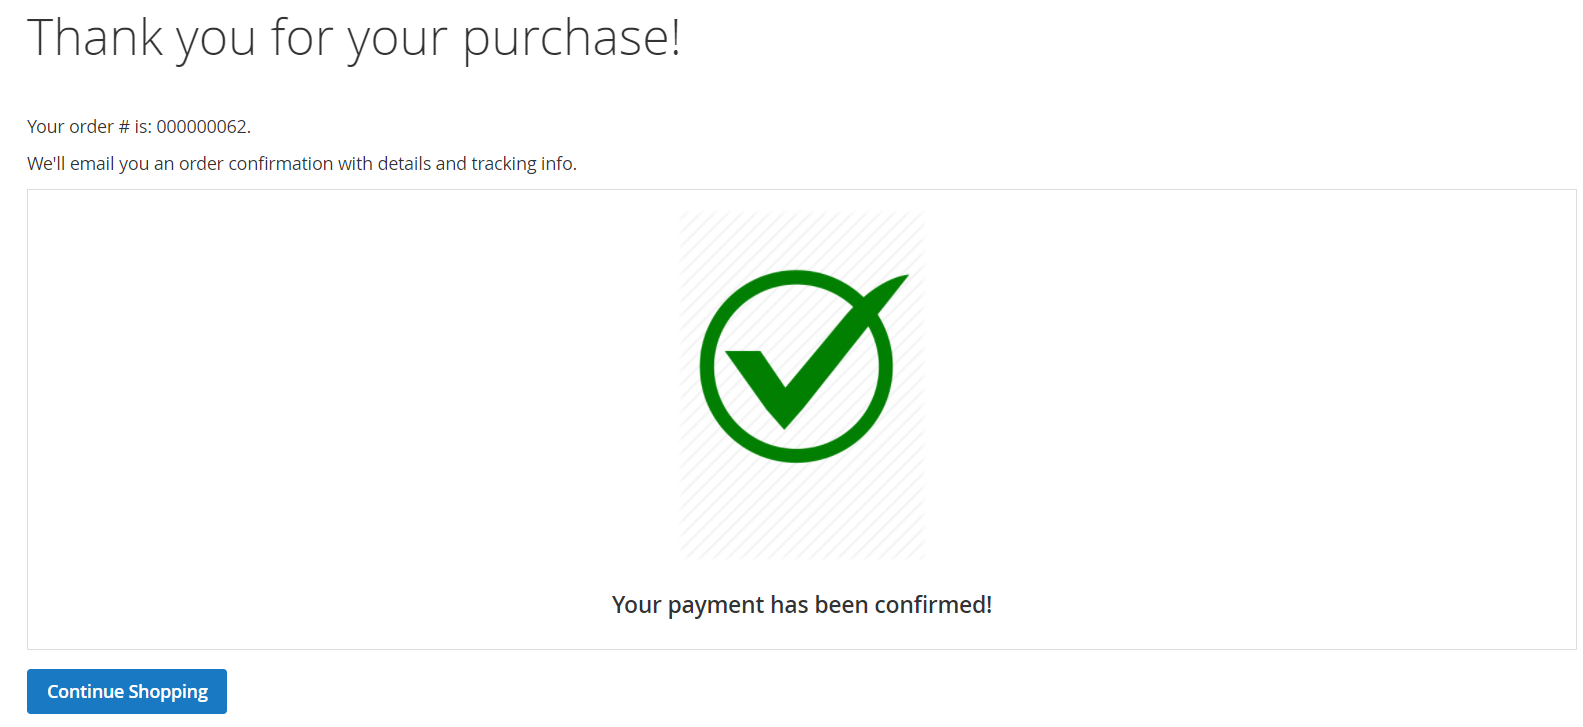 Thank you for your purchase!
Your order # is: 000000062.
We'll email you an order confirmation with details and tracking info.
Your payment has been confirmed!
Continue Shopping